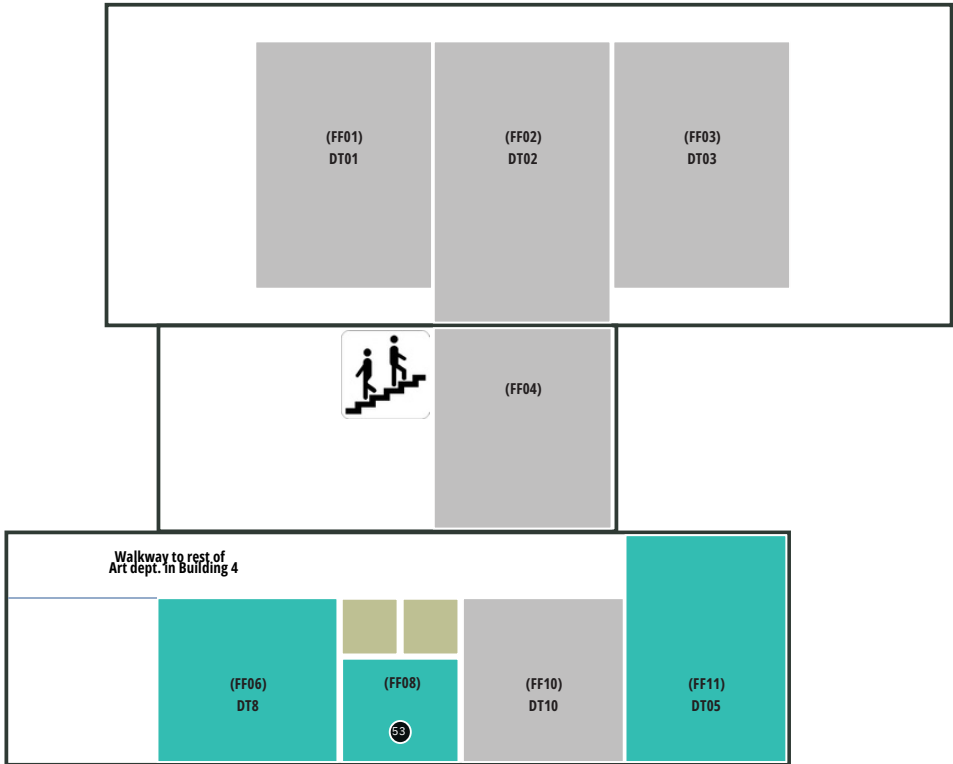 (FF01)
DT01
(FF02)
DT02
(FF03)
DT03
(FF04)
Walkway to rest of
Art dept. in Building 4
(FF06)
DT8
(FF08)
53
(FF10)
DT10
(FF11)
DT05